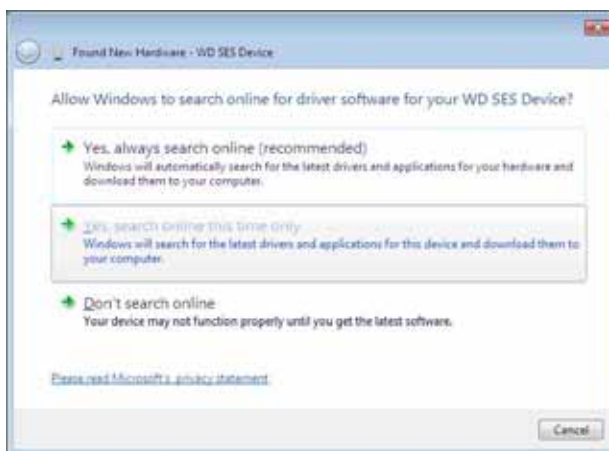 Found New Hardware - WD SES Device
Allow Windows to search online for driver software for your WD SES Device?
Yes, always search online (recommended)
Windows will automatically search for the latest drivers and applications for your hardware and
download them to your computer.
Yes, search online this time only
Windows will search for the latest drivers and applications for this device and download them to
your computer.
Don't search online
Your device may not function properly until you get the latest software.
Please read Microsoft's privacy statement
Cancel